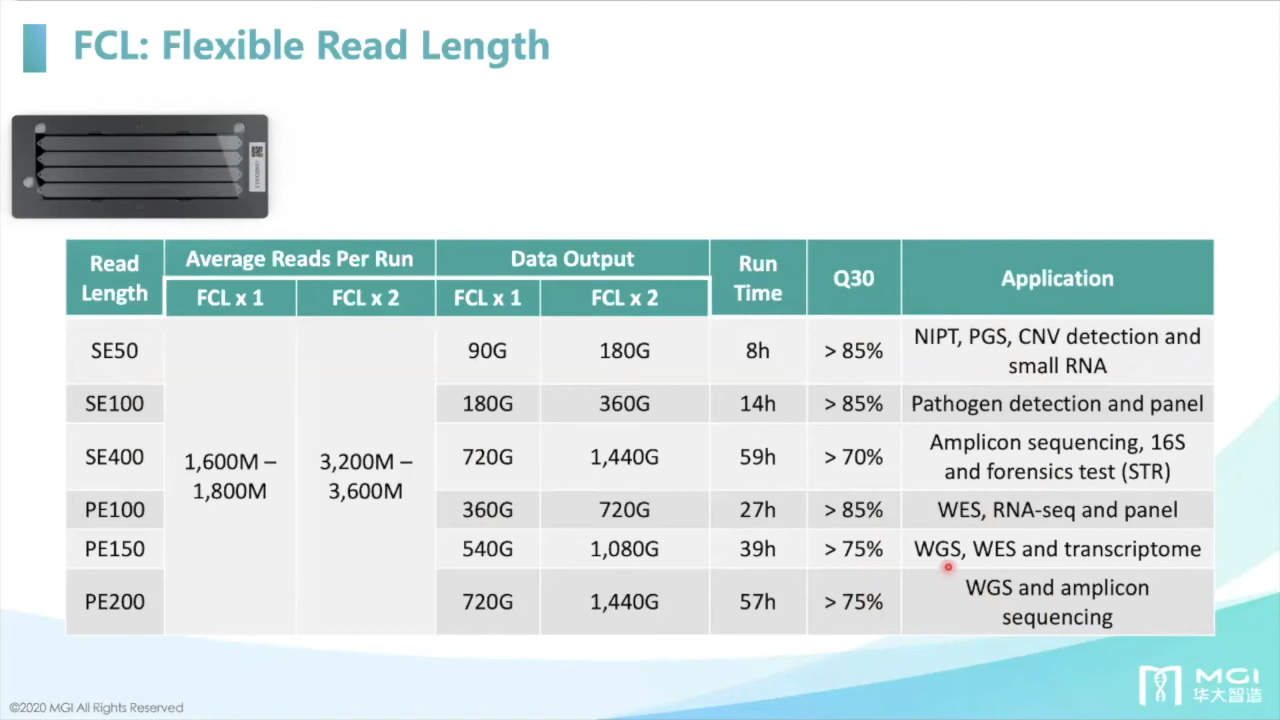 FCL: Flexible Read Length
Read Length
Average Reads Per Run
Data Output
Run Time
Q30
Application
FCL x 1
FCL x 2
FCL x 1
FCL x 2
SE50
90G
180G
8h
> 85%
NIPT, PGS, CNV detection and
small RNA
SE100
180G
360G
14h
> 85%
Pathogen detection and panel
SE400
1,600M –
1,800M
3,200M –
3,600M
720G
1,440G
59h
> 70%
Amplicon sequencing, 16S
and forensics test (STR)
PE100
360G
720G
27h
> 85%
WES, RNA-seq and panel
PE150
540G
1,080G
39h
> 75%
WGS, WES and transcriptome
PE200
720G
1,440G
57h
> 75%
WGS and amplicon
sequencing
©2020 MGI All Rights Reserved
MGI
华大智造